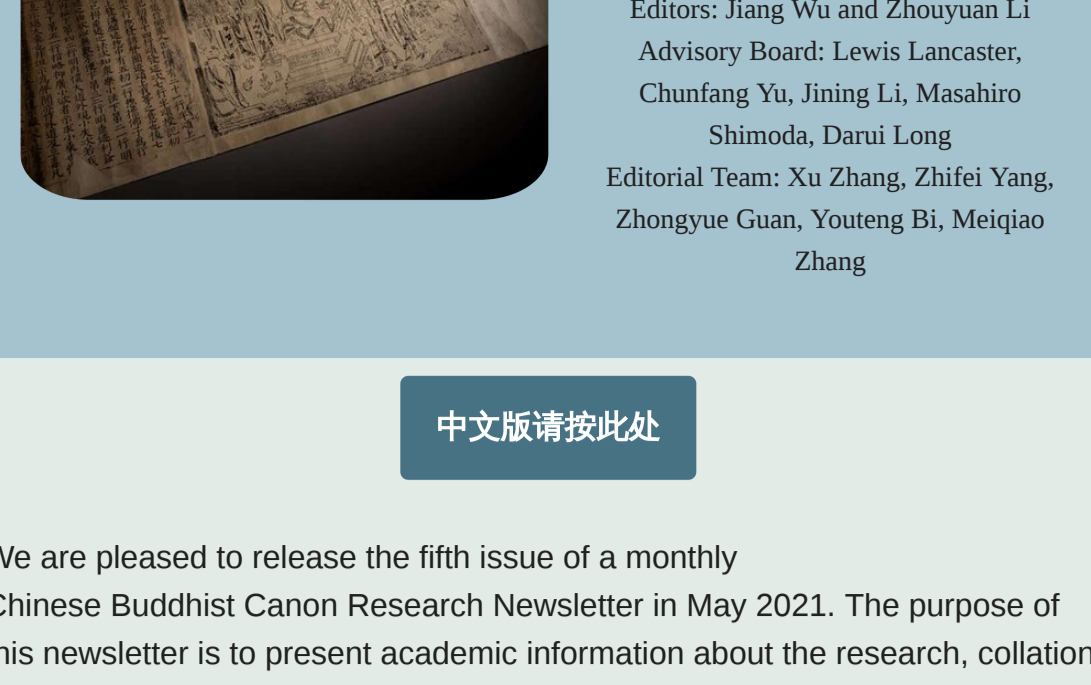 Editors: Jiang Wu and Zhouyuan Li
Advisory Board: Lewis Lancaster,
Chunfang Yu, Jining Li, Masahiro
Shimoda, Darui Long
Editorial Team: Xu Zhang, Zhifei Yang,
Zhongyue Guan, Youteng Bi, Meiqiao
Zhang
中文版请按此处
We are pleased to release the fifth issue of a monthly
Chinese Buddhist Canon Research Newsletter in May 2021. The purpose of
this newsletter is to present academic information about the research, collation